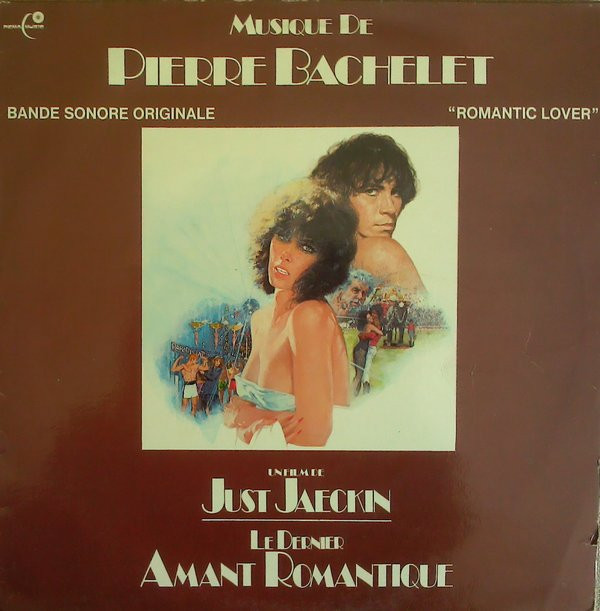 MUSIQUE DE
PIERRE BACHELET
BANDE SONORE ORIGINALE
"ROMANTIC LOVER"
UN FILM DE
JUST JAECKIN
LE DERNIER
AMANT ROMANTIQUE